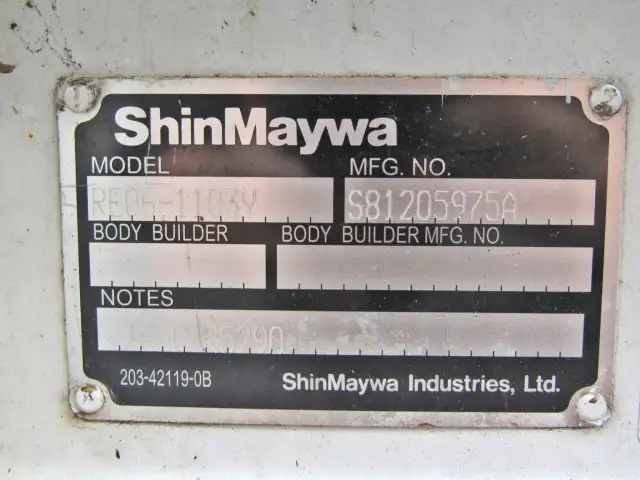 ShinMaywa
MODEL MFG. NO.
S81205975A
BODY BUILDER BODY BUILDER MFG. NO.
NOTES
203-42119-0B ShinMaywa Industries, Ltd.